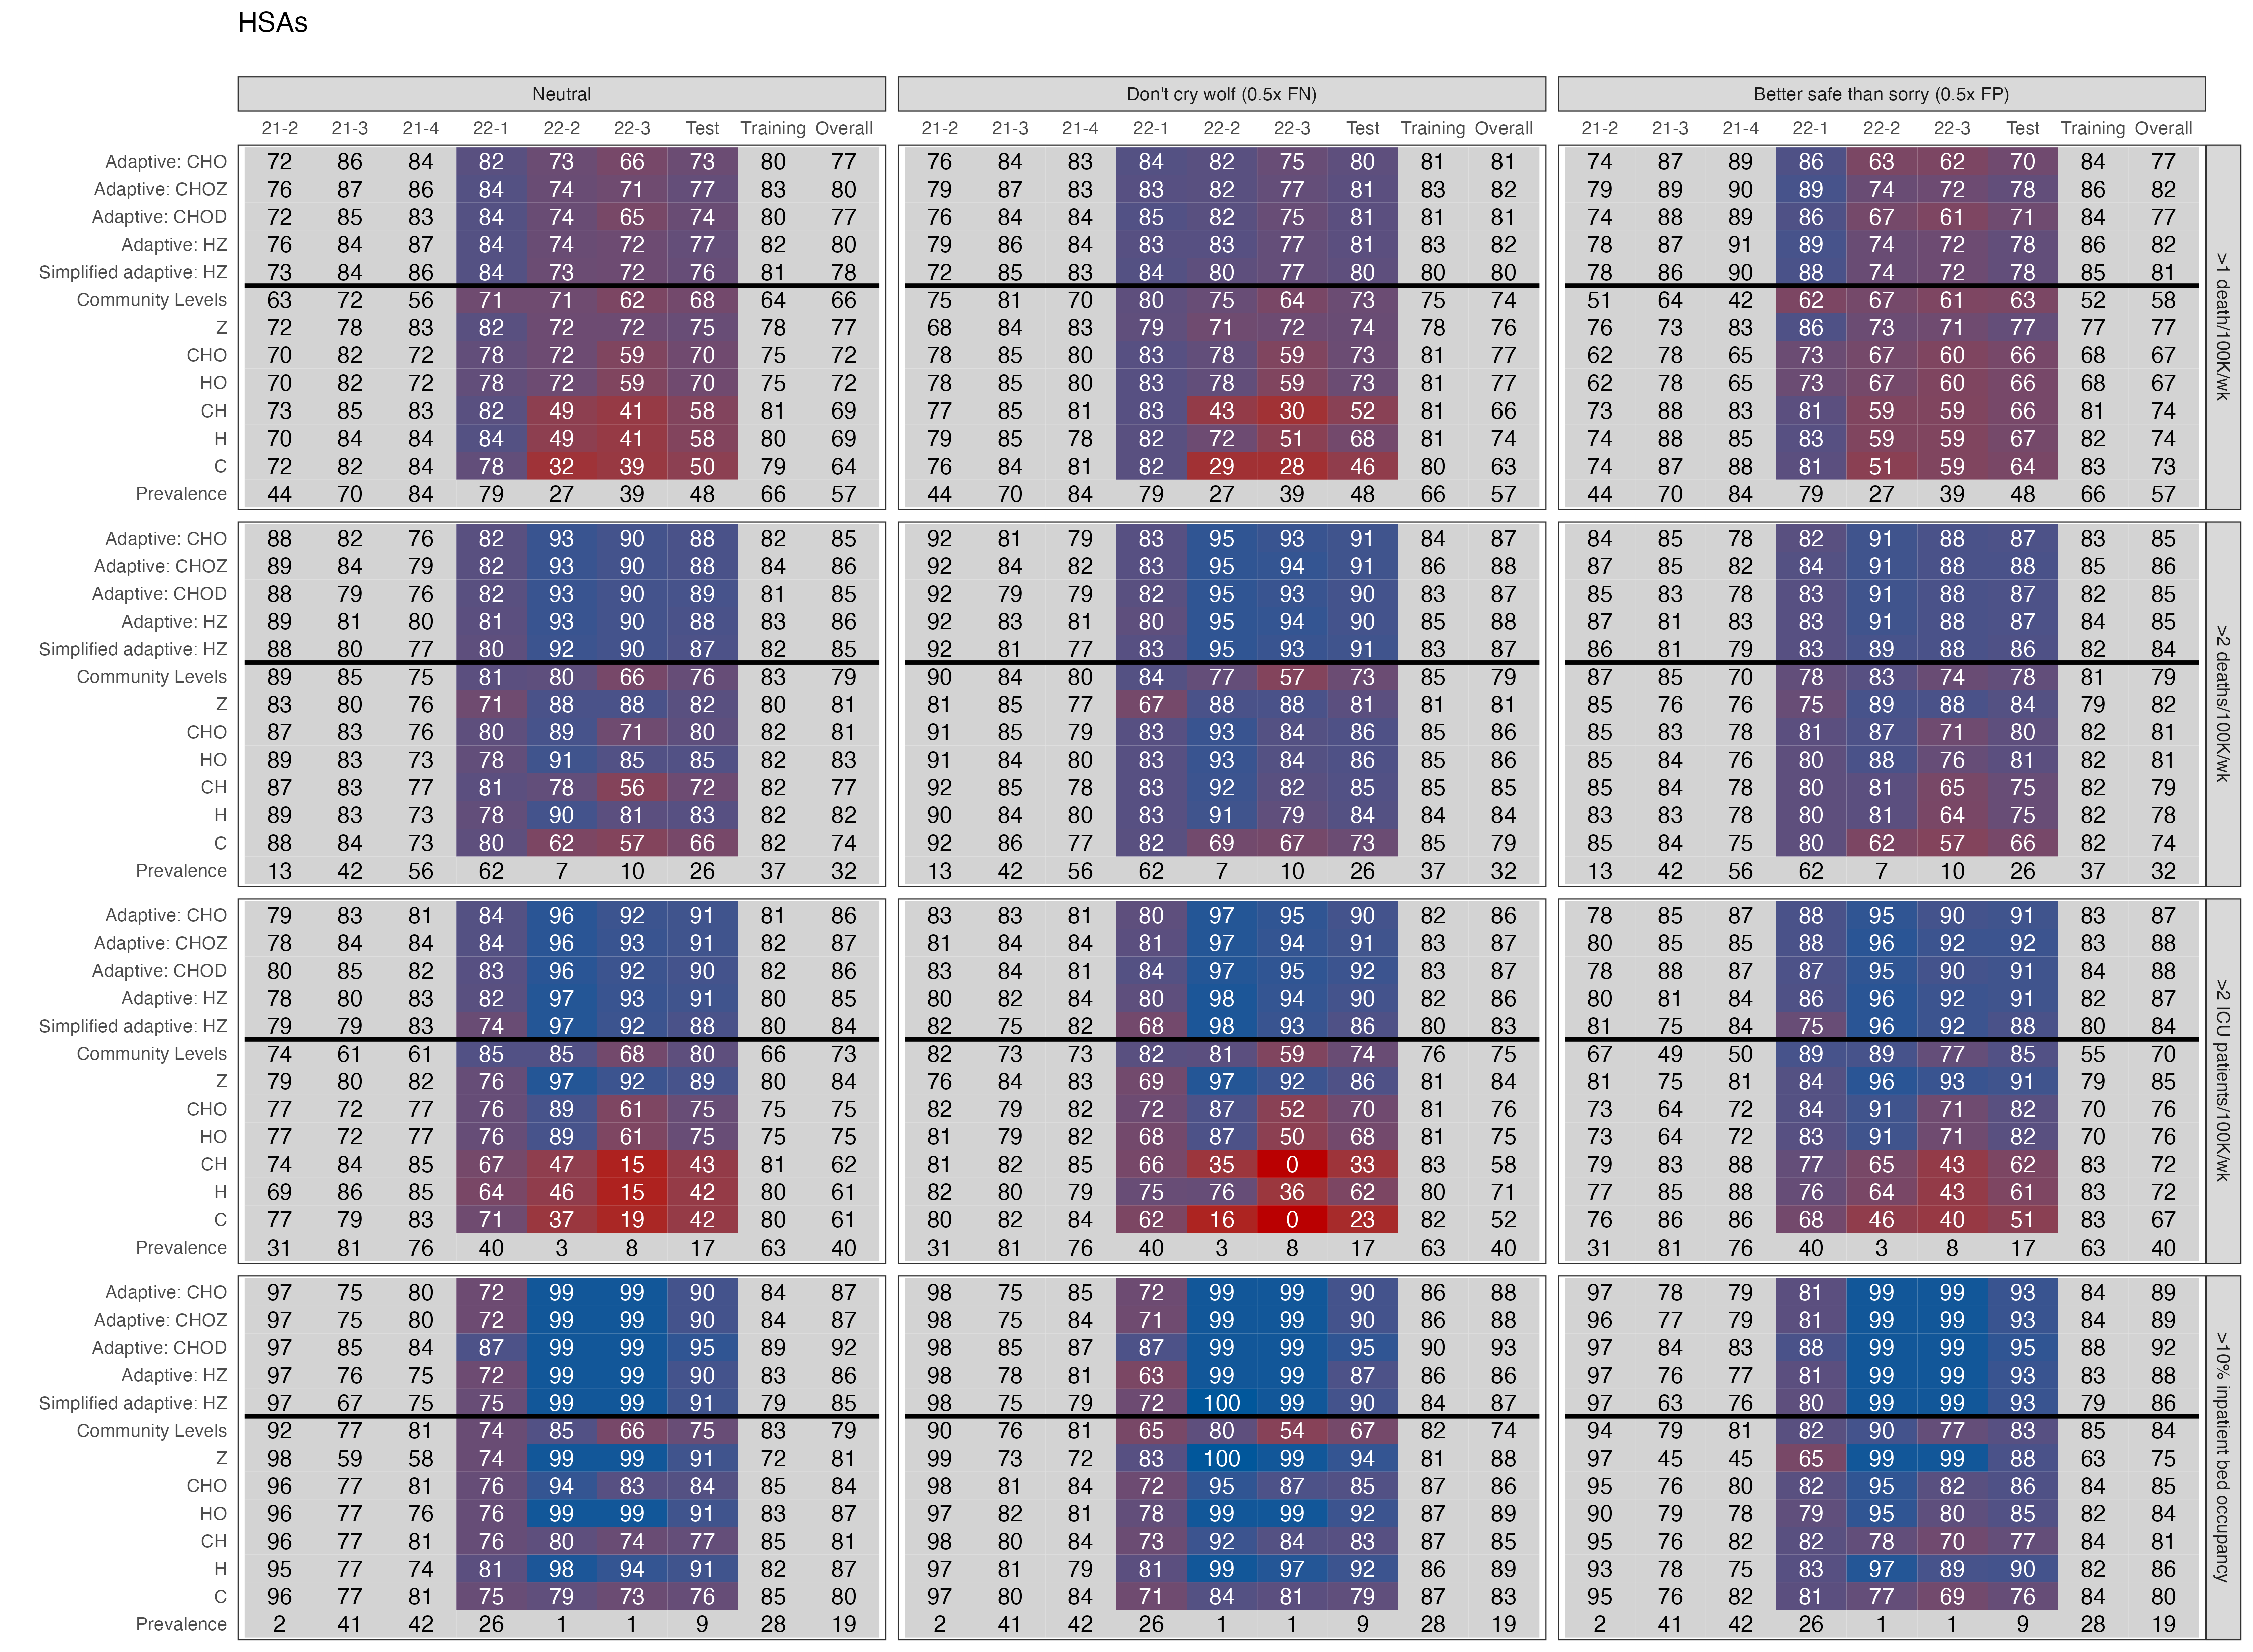 HSAs
Neutral Don't cry wolf (0.5x FN) Better safe than sorry (0.5x FP)
21-2 21-3 21-4 22-1 22-2 22-3 Test Training Overall 21-2 21-3 21-4 22-1 22-2 22-3 Test Training Overall 21-2 21-3 21-4 22-1 22-2 22-3 Test Training Overall
>1 death/100K/wk
Adaptive: CHO 72 86 84 82 73 66 73 80 77 76 84 83 84 82 75 80 81 81 74 87 89 86 63 62 70 84 77
Adaptive: CHOZ 76 87 86 84 74 71 77 83 80 79 87 83 83 82 77 81 83 82 79 89 90 89 74 72 78 86 82
Adaptive: CHOD 72 85 83 84 74 65 74 80 77 76 84 84 85 82 75 81 81 81 74 88 89 86 67 61 71 84 77
Adaptive: HZ 76 84 87 84 74 72 77 82 80 79 86 84 83 83 77 81 83 82 78 87 91 89 74 72 78 86 82
Simplified adaptive: HZ 73 84 86 84 73 72 76 81 78 72 85 83 84 80 77 80 80 80 78 86 90 88 74 72 78 85 81
Community Levels 63 72 56 71 71 62 68 64 66 75 81 70 80 75 64 73 75 74 51 64 42 62 67 61 63 52 58
Z 72 78 83 82 72 72 75 78 77 68 84 83 79 71 72 74 78 76 76 73 83 86 73 71 77 77 77
CHO 70 82 72 78 72 59 70 75 72 78 85 80 83 78 59 73 81 77 62 78 65 73 67 60 66 68 67
HO 70 82 72 78 72 59 70 75 72 78 85 80 83 78 59 73 81 77 62 78 65 73 67 60 66 68 67
CH 73 85 83 82 49 41 58 81 69 77 85 81 83 43 30 52 81 66 73 88 83 81 59 59 66 81 74
H 70 84 84 84 49 41 58 80 69 79 85 78 82 72 51 68 81 74 74 88 85 83 59 59 67 82 74
C 72 82 84 78 32 39 50 79 64 76 84 81 82 29 28 46 80 63 74 87 88 81 51 59 64 81 73
Prevalence 44 70 84 79 27 39 48 66 57 44 70 84 79 27 39 48 66 57 44 70 84 79 27 39 48 66 57
>2 deaths/100K/wk
Adaptive: CHO 88 82 76 82 93 90 88 82 85 92 81 79 83 95 93 91 84 87 84 85 78 82 91 88 87 83 85
Adaptive: CHOZ 89 84 79 82 93 90 88 84 86 92 84 82 83 95 94 91 86 88 87 85 82 84 91 88 88 85 86
Adaptive: CHOD 88 79 76 82 93 90 89 81 85 92 79 79 82 95 93 90 83 87 85 83 78 83 91 88 87 82 85
Adaptive: HZ 89 81 80 81 93 90 88 83 86 92 83 81 80 95 94 90 85 88 87 81 83 83 91 88 87 84 85
Simplified adaptive: HZ 88 80 77 80 92 90 87 82 85 92 81 77 83 95 93 91 83 87 86 81 79 83 89 88 86 82 84
Community Levels 89 85 75 81 80 66 76 83 79 90 84 80 84 77 57 73 85 79 87 85 70 78 83 74 78 81 79
Z 83 80 76 71 88 88 82 80 81 81 85 77 67 88 88 81 81 81 85 76 76 75 89 88 84 79 82
CHO 87 83 76 80 89 71 80 82 81 91 85 79 83 93 84 86 85 86 85 83 78 81 87 71 80 82 81
HO 89 83 73 78 91 85 85 82 83 91 84 80 83 93 84 86 85 86 85 84 76 80 88 76 81 82 81
CH 87 83 77 81 78 56 72 82 77 92 85 78 83 92 82 85 85 85 85 84 78 80 81 65 75 82 79
H 89 83 73 78 90 81 83 82 82 90 84 80 83 91 79 84 84 84 83 83 78 80 81 64 75 82 78
C 88 84 73 80 62 57 66 82 74 92 86 77 82 69 67 73 85 79 85 84 75 80 62 57 66 82 74
Prevalence 13 42 56 62 7 10 26 37 32 13 42 56 62 7 10 26 37 32 13 42 56 62 7 10 26 37 32
>2 ICU patients/100K/wk
Adaptive: CHO 79 83 81 84 96 92 91 81 86 83 83 81 80 97 95 90 82 86 78 85 87 88 95 90 91 83 87
Adaptive: CHOZ 78 84 84 84 96 93 91 82 87 81 84 84 81 97 94 91 83 87 80 85 85 88 96 92 92 83 88
Adaptive: CHOD 80 85 82 83 96 92 90 82 86 83 84 81 84 97 95 92 83 87 78 88 87 87 95 90 91 84 88
Adaptive: HZ 78 80 83 82 97 93 91 80 85 80 82 84 80 98 94 90 82 86 80 81 84 86 96 92 91 82 87
Simplified adaptive: HZ 79 79 83 74 97 92 88 80 84 82 75 82 68 98 93 86 80 83 81 75 84 75 96 92 88 80 84
Community Levels 74 61 61 85 85 68 80 66 73 82 73 73 82 81 59 74 76 75 67 49 50 89 89 77 85 55 70
Z 79 80 82 76 97 92 89 80 84 76 84 83 69 97 92 86 81 84 81 75 81 84 96 93 91 79 85
CHO 77 72 77 76 89 61 75 75 75 82 79 82 72 87 52 70 81 76 73 64 72 84 91 71 82 70 76
HO 77 72 77 76 89 61 75 75 75 81 79 82 68 87 50 68 81 75 73 64 72 83 91 71 82 70 76
CH 74 84 85 67 47 15 43 81 62 81 82 85 66 35 0 33 83 58 79 83 88 77 65 43 62 83 72
H 69 86 85 64 46 15 42 80 61 82 80 79 75 76 36 62 80 71 77 85 88 76 64 43 61 83 72
C 77 79 83 71 37 19 42 80 61 80 82 84 62 16 0 23 82 52 76 86 86 68 46 40 51 83 67
Prevalence 31 81 76 40 3 8 17 63 40 31 81 76 40 3 8 17 63 40 31 81 76 40 3 8 17 63 40
>10% inpatient bed occupancy
Adaptive: CHO 97 75 80 72 99 99 90 84 87 98 75 85 72 99 99 90 86 88 97 78 79 81 99 99 93 84 89
Adaptive: CHOZ 97 75 80 72 99 99 90 84 87 98 75 84 71 99 99 90 86 88 96 77 79 81 99 99 93 84 89
Adaptive: CHOD 97 85 84 87 99 99 95 89 92 98 85 87 87 99 99 95 90 93 97 84 83 88 99 99 95 88 92
Adaptive: HZ 97 76 75 72 99 99 90 83 86 98 78 81 63 99 99 87 86 86 97 76 77 81 99 99 93 83 88
Simplified adaptive: HZ 97 67 75 75 99 99 91 79 85 98 75 79 72 100 99 90 84 87 97 63 76 80 99 99 93 79 86
Community Levels 92 77 81 74 85 66 75 83 79 90 76 81 65 80 54 67 82 74 94 79 81 82 90 77 83 85 84
Z 98 59 58 74 99 99 91 72 81 99 73 72 83 100 99 94 81 88 97 45 45 65 99 99 88 63 75
CHO 96 77 81 76 94 83 84 85 84 98 81 84 72 95 87 85 87 86 95 76 80 82 95 82 86 84 85
HO 96 77 76 76 99 99 91 83 87 97 82 81 78 99 99 92 87 89 90 79 78 79 95 80 85 82 84
CH 96 77 81 76 80 74 77 85 81 98 80 84 73 92 84 83 87 85 95 76 82 82 78 70 77 84 81
H 95 77 74 81 98 94 91 82 87 97 81 79 81 99 97 92 86 89 93 78 75 83 97 89 90 82 86
C 96 77 81 75 79 73 76 85 80 97 80 84 71 84 81 79 87 83 95 76 82 81 77 69 76 84 80
Prevalence 2 41 42 26 1 1 9 28 19 2 41 42 26 1 1 9 28 19 2 41 42 26 1 1 9 28 19